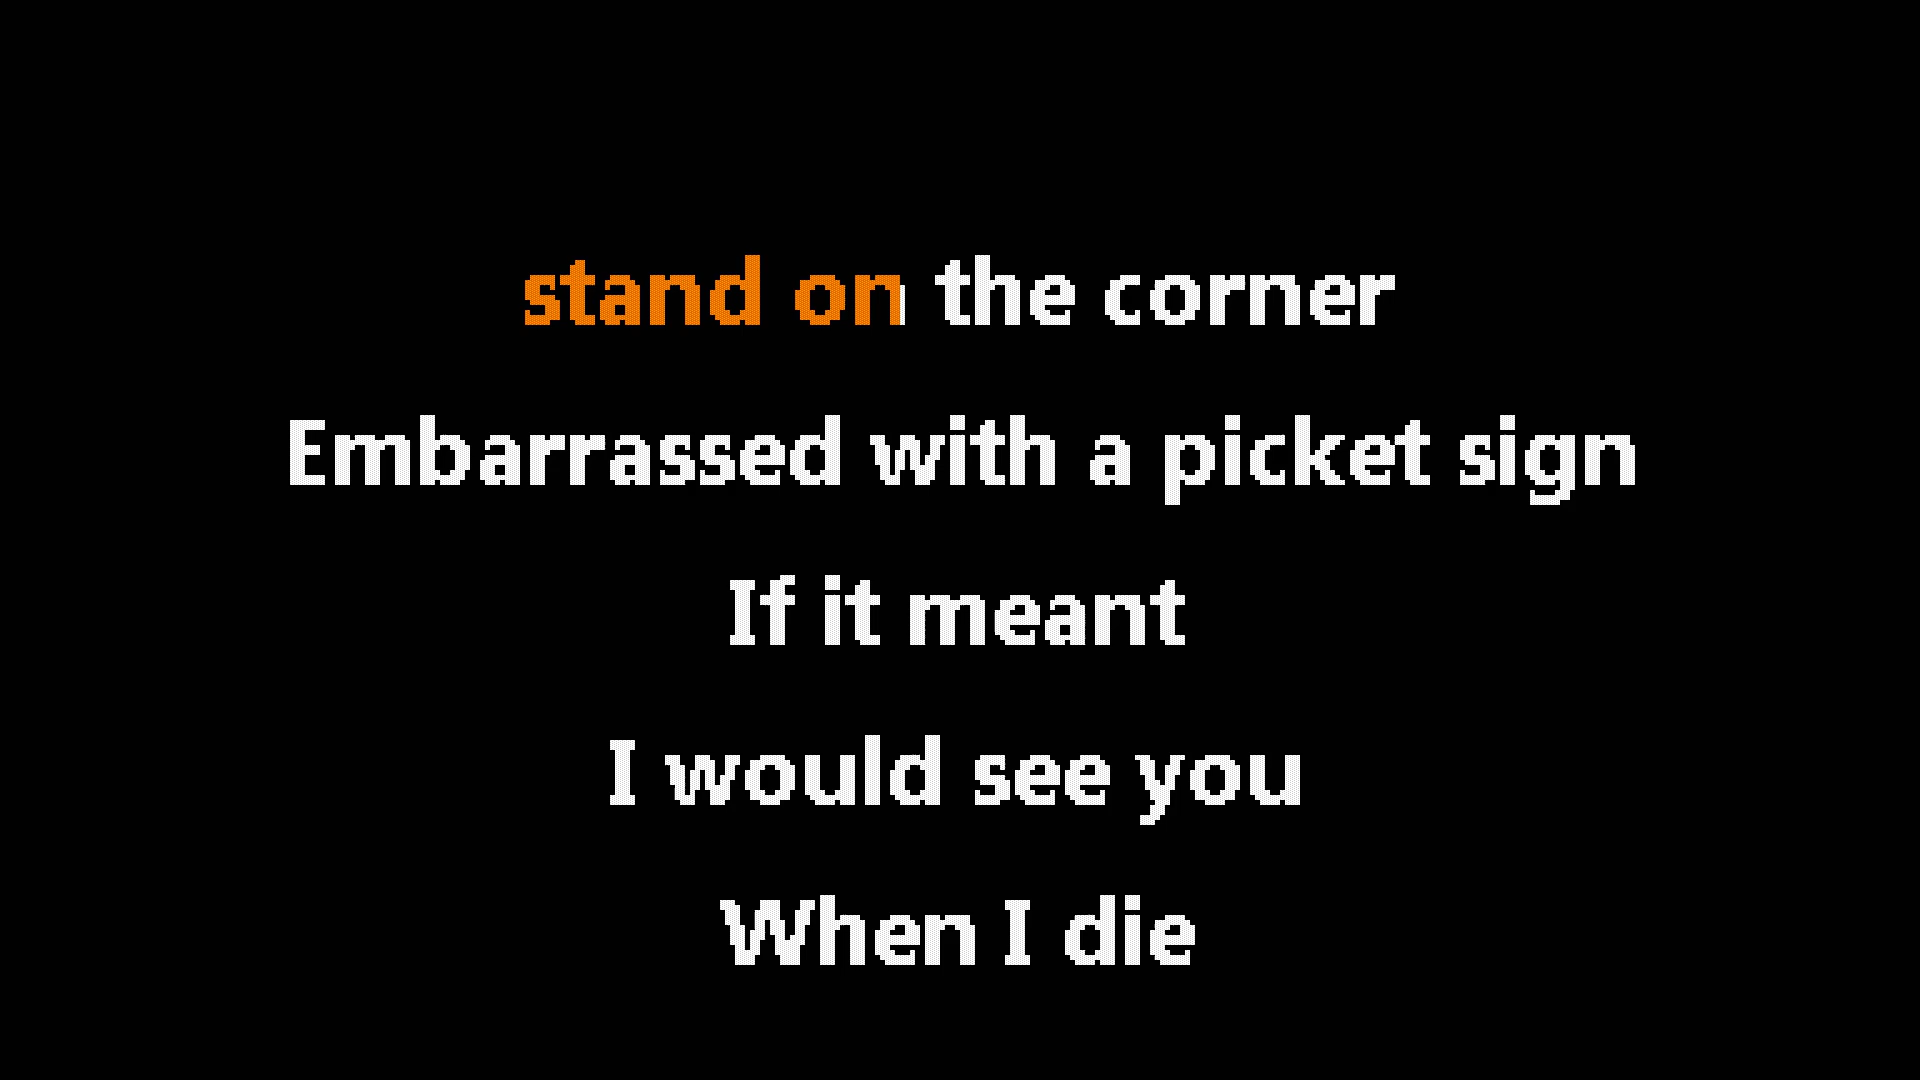 stand on the corner
Embarrassed with a picket sign
If it meant
I would see you
When I die